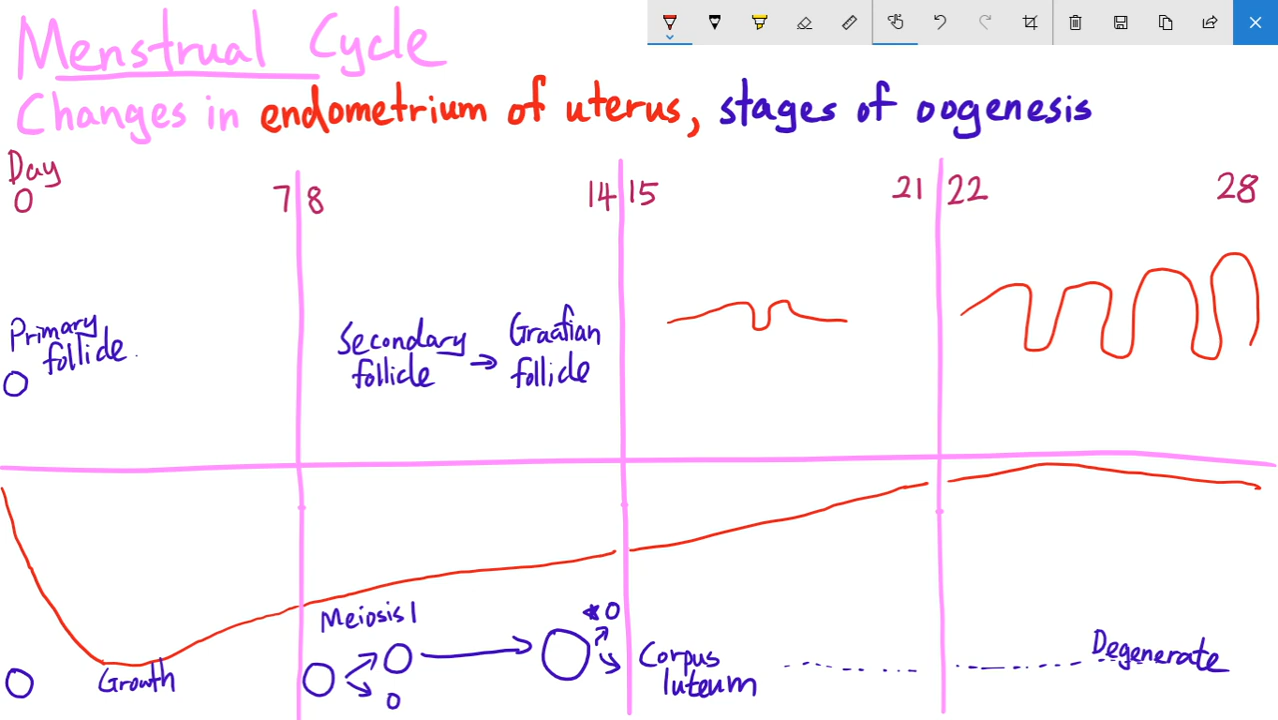 Menstrual Cycle
Changes in endometrium of uterus, stages of oogenesis
Day
0 7 8 14 15 21 22 28
Primary
follicle
Secondary
follicle → Graafian
follicle
Growth
Meiosis 1
Corpus
luteum
Degenerate